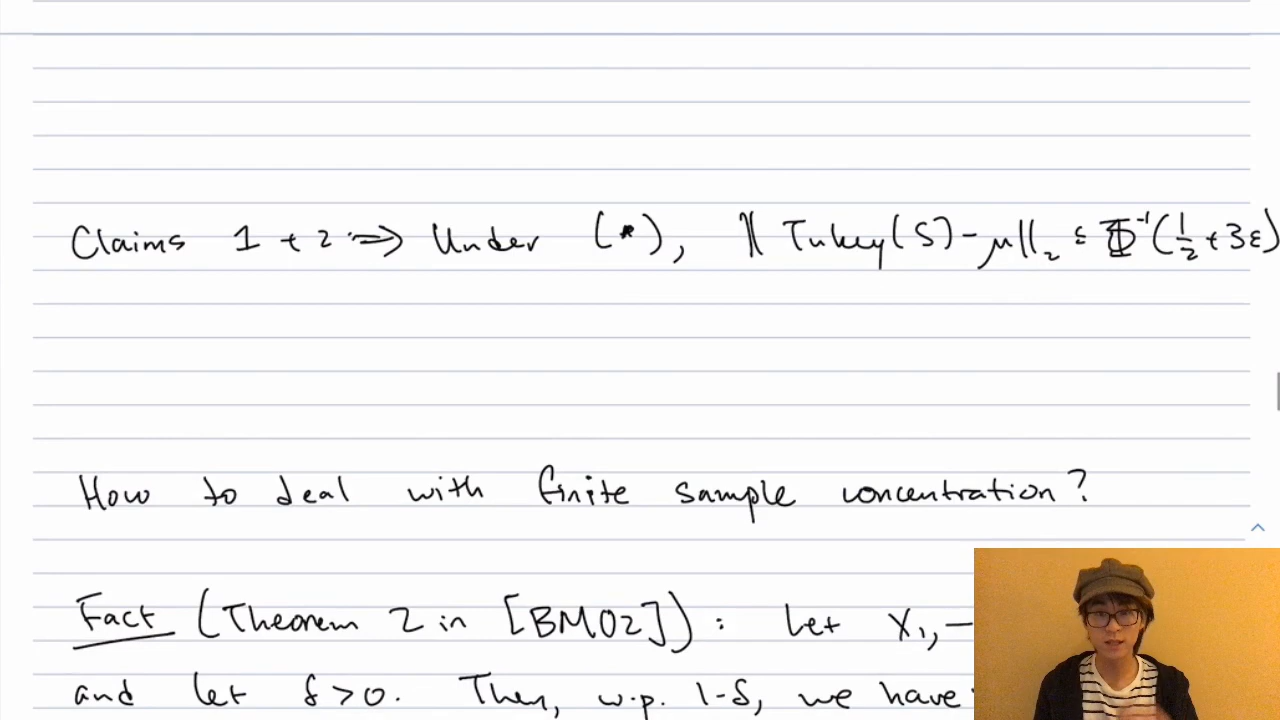 Claims 1 + 2 => Under (*), || Tukey(S) - μ||₂ ≤ Φ⁻¹(1/2 + 3ε)
How to deal with finite sample concentration?
Fact (Theorem 2 in [BM02]): Let X₁, –
and let δ > 0. Then, w.p. 1-δ, we have